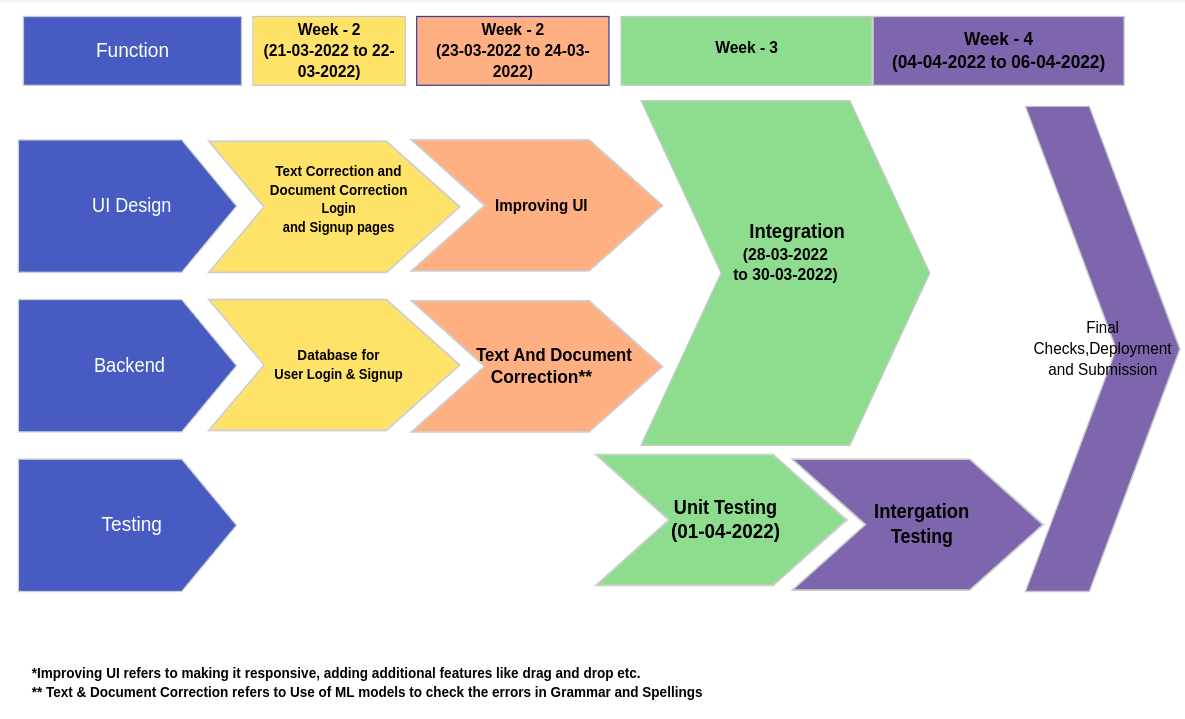 Function
Week - 2
(21-03-2022 to 22-
03-2022)
Week - 2
(23-03-2022 to 24-03-
2022)
Week - 3
Week - 4
(04-04-2022 to 06-04-2022)
UI Design
Text Correction and
Document Correction
Login
and Signup pages
Improving UI
Integration
(28-03-2022
to 30-03-2022)
Backend
Database for
User Login & Signup
Text And Document
Correction**
Final
Checks,Deployment
and Submission
Testing
Unit Testing
(01-04-2022)
Intergation
Testing
*Improving UI refers to making it responsive, adding additional features like drag and drop etc.
** Text & Document Correction refers to Use of ML models to check the errors in Grammar and Spellings